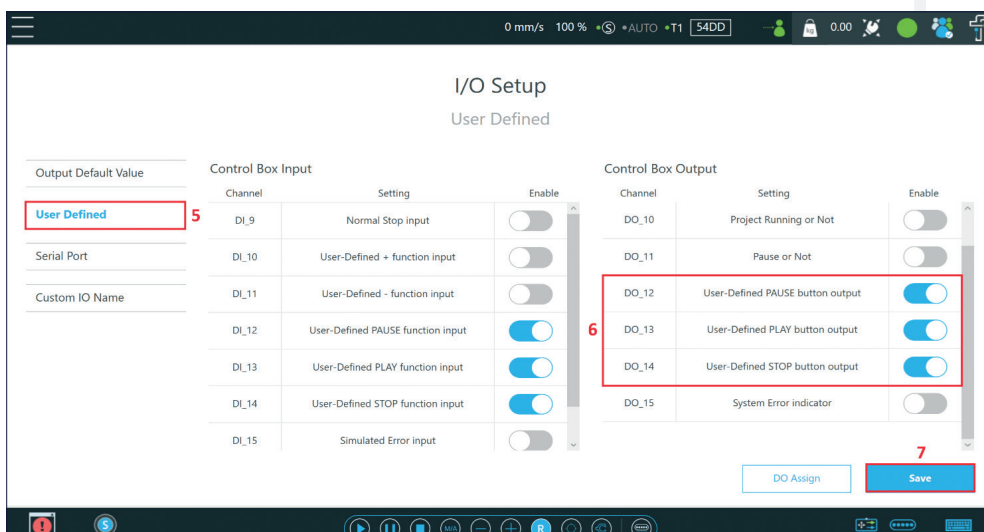 0 mm/s 100 % S AUTO T1 54DD kg 0.00
I/O Setup
User Defined
Output Default Value
User Defined
5
Serial Port
Custom IO Name
Control Box Input
Channel Setting Enable
DI_9 Normal Stop input
DI_10 User-Defined + function input
DI_11 User-Defined - function input
DI_12 User-Defined PAUSE function input
DI_13 User-Defined PLAY function input
DI_14 User-Defined STOP function input
DI_15 Simulated Error input
Control Box Output
Channel Setting Enable
DO_10 Project Running or Not
DO_11 Pause or Not
DO_12 User-Defined PAUSE button output
6
DO_13 User-Defined PLAY button output
DO_14 User-Defined STOP button output
DO_15 System Error indicator
7
DO Assign Save
S M/A R